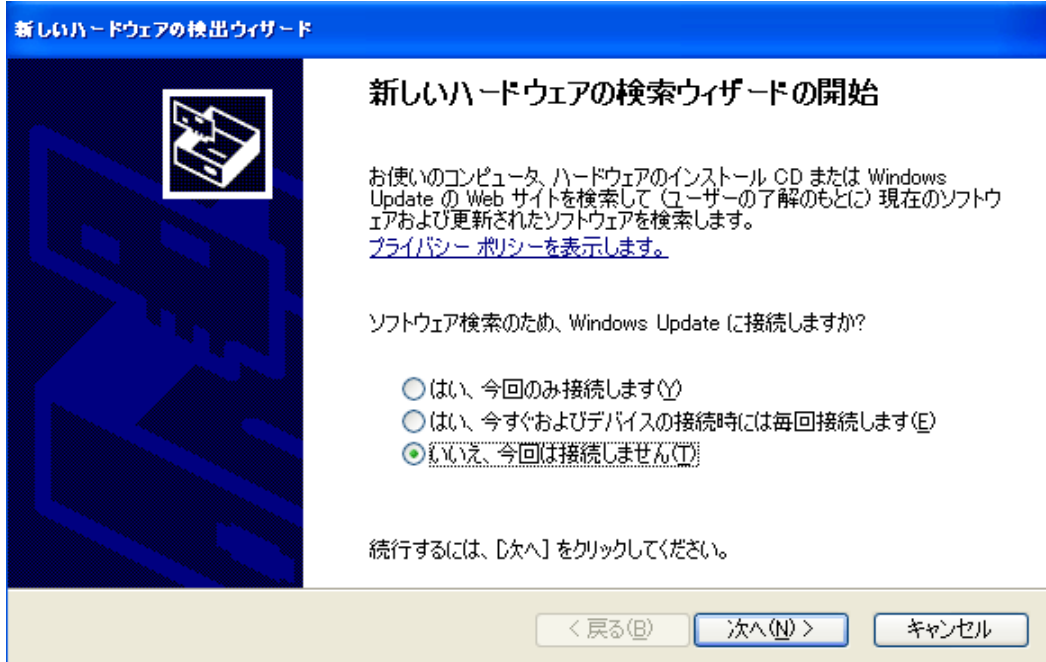 新しいハードウェアの検出ウィザード
新しいハードウェアの検索ウィザードの開始
お使いのコンピュータ、ハードウェアのインストール CD または Windows
Update の Web サイトを検索して (ユーザーの了解のもとに) 現在のソフトウ
ェアおよび更新されたソフトウェアを検索します。
プライバシー ポリシーを表示します。
ソフトウェア検索のため、Windows Update に接続しますか?
はい、今回のみ接続します(Y)
はい、今すぐおよびデバイスの接続時には毎回接続します(E)
いいえ、今回は接続しません(T)
続行するには、[次へ] をクリックしてください。
< 戻る(B) 次へ(N) > キャンセル